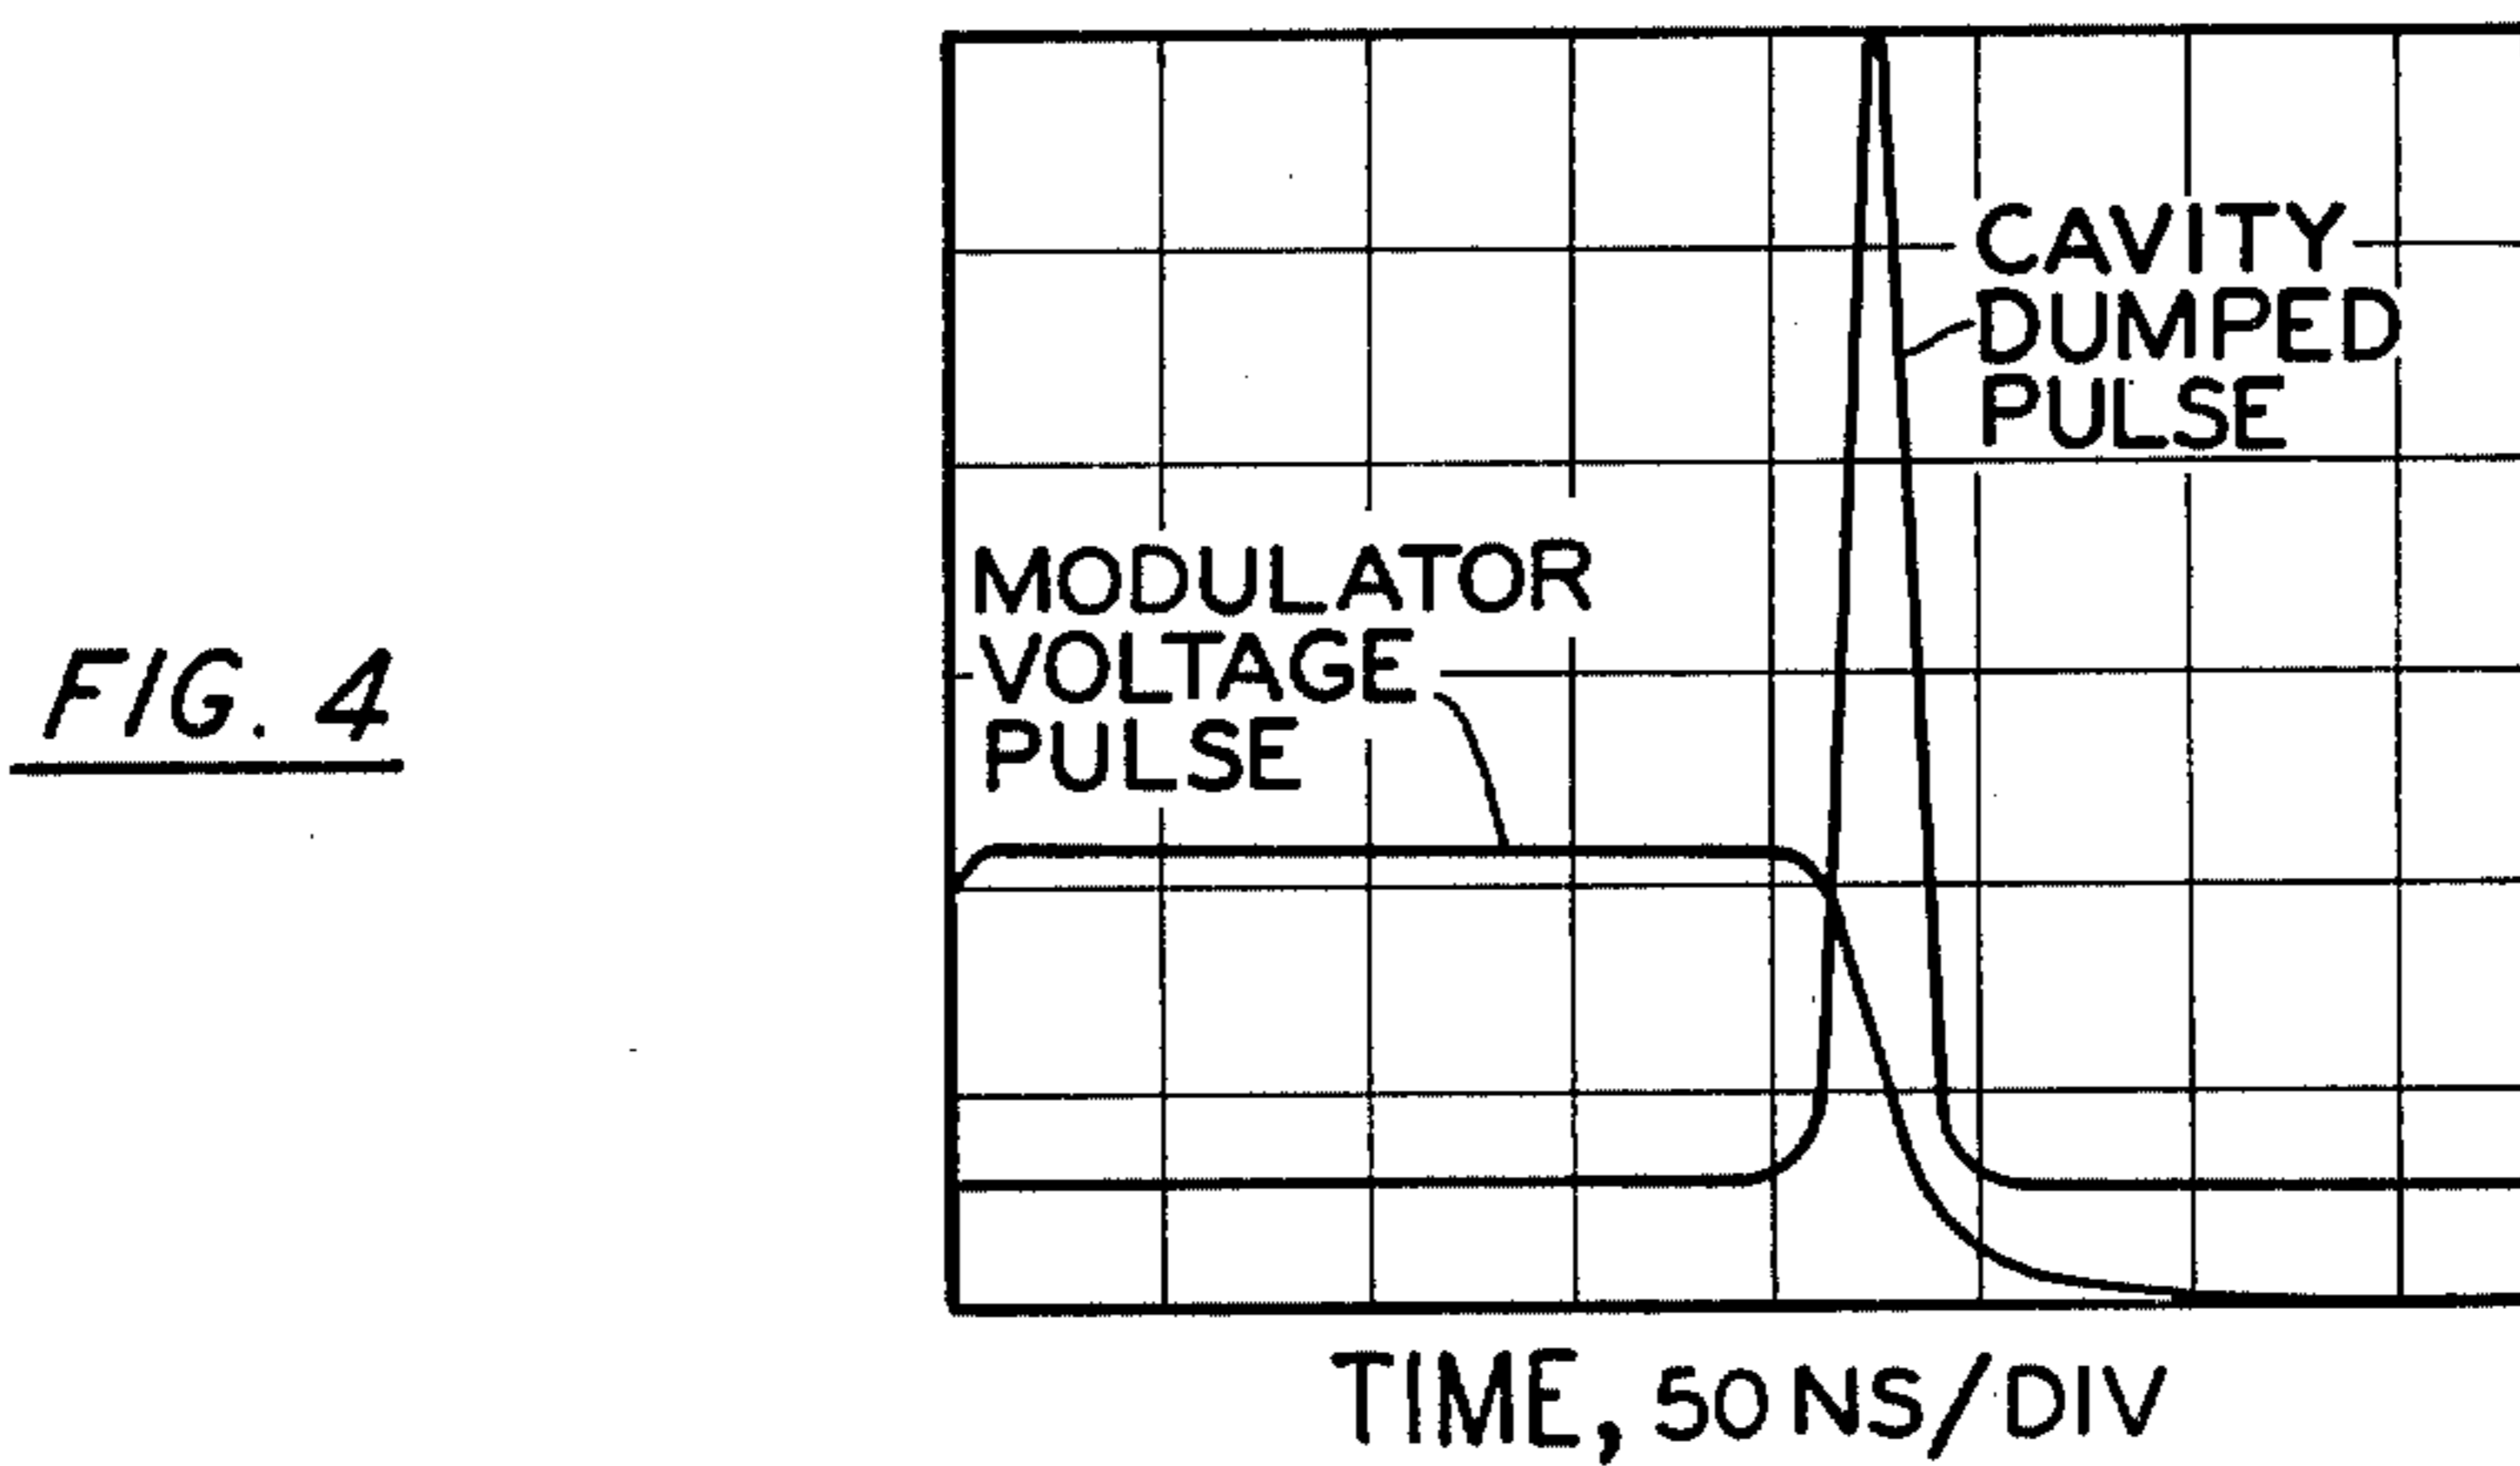 CAVITY
DUMPED
PULSE
MODULATOR
VOLTAGE
PULSE
FIG. 4
TIME, 50 NS/DIV